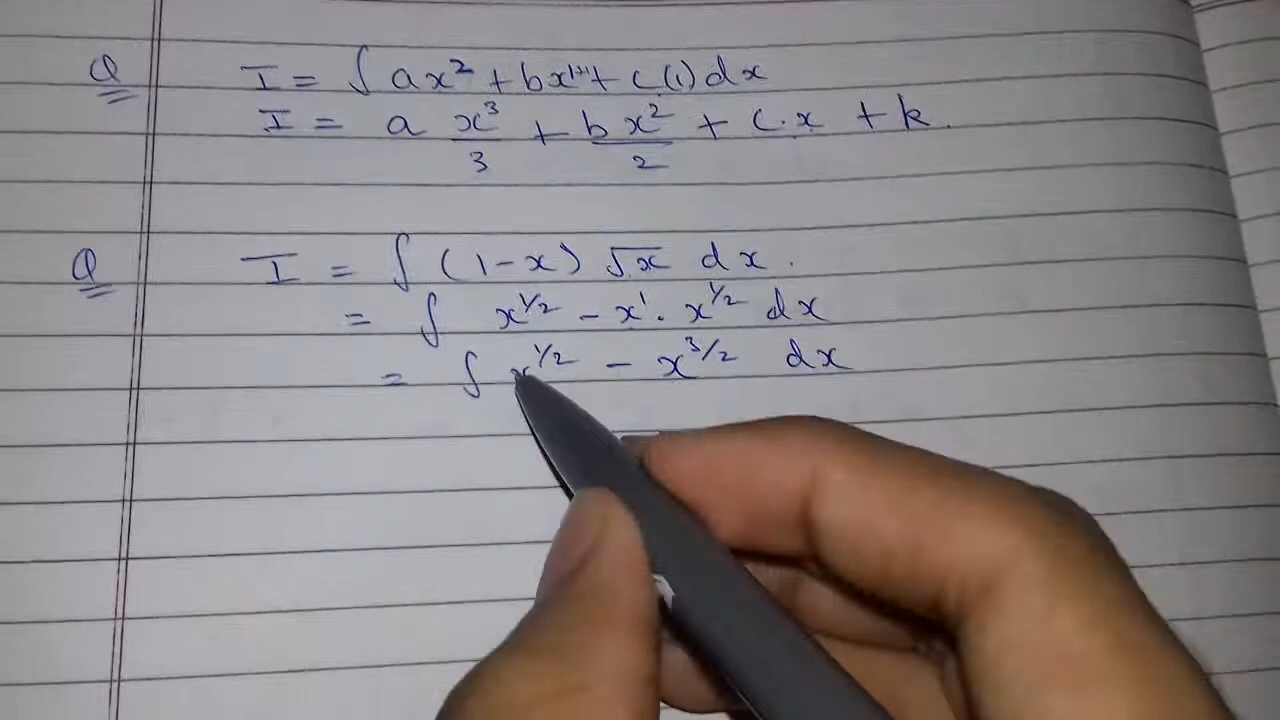 Q I = ∫ ax² + bx¹⁺¹ + c(1) dx
I = a x³/3 + b x²/2 + c.x + k.
Q I = ∫ (1-x) √x dx.
= ∫ x^1/2 - x¹. x^1/2 dx
= ∫ x^1/2 - x^3/2 dx